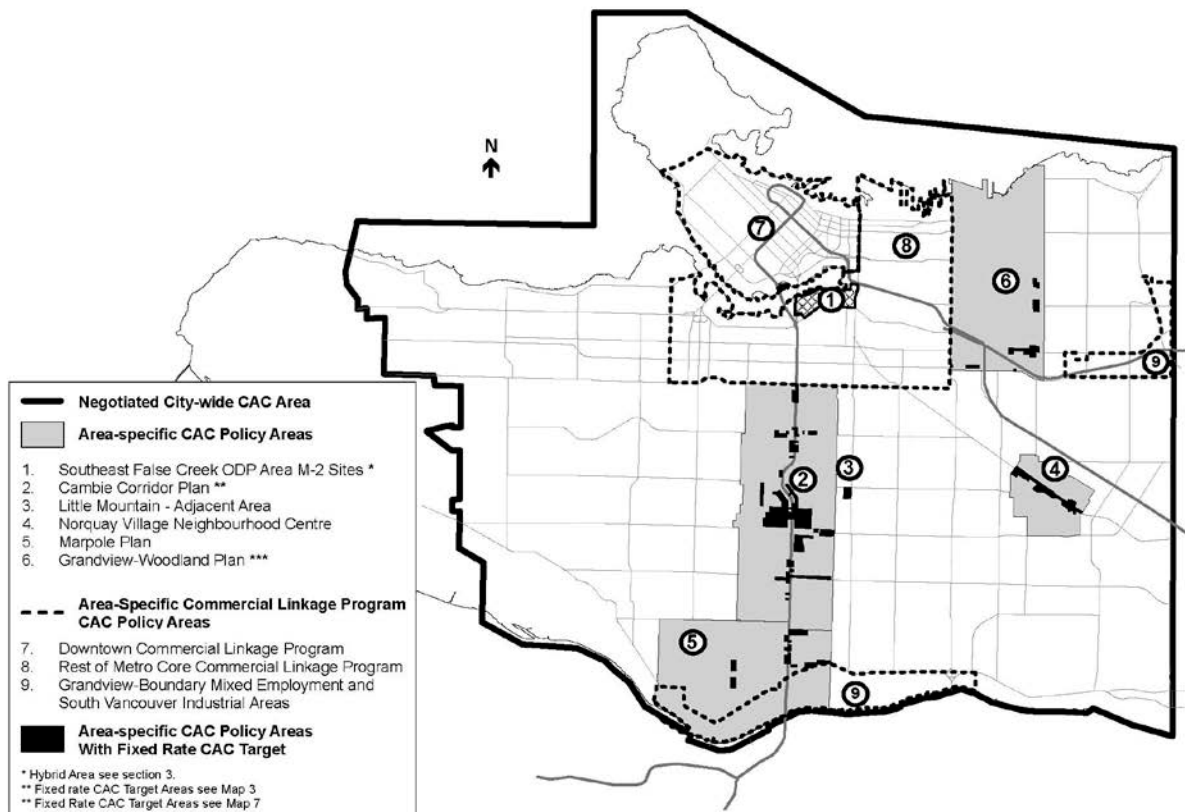 N
7
8
6
1
9
2
3
4
5
9
Negotiated City-wide CAC Area
Area-specific CAC Policy Areas
1. Southeast False Creek ODP Area M-2 Sites *
2. Cambie Corridor Plan **
3. Little Mountain - Adjacent Area
4. Norquay Village Neighbourhood Centre
5. Marpole Plan
6. Grandview-Woodland Plan ***
Area-Specific Commercial Linkage Program
CAC Policy Areas
7. Downtown Commercial Linkage Program
8. Rest of Metro Core Commercial Linkage Program
9. Grandview-Boundary Mixed Employment and
South Vancouver Industrial Areas
Area-specific CAC Policy Areas
With Fixed Rate CAC Target
* Hybrid Area see section 3.
** Fixed rate CAC Target Areas see Map 3
** Fixed Rate CAC Target Areas see Map 7